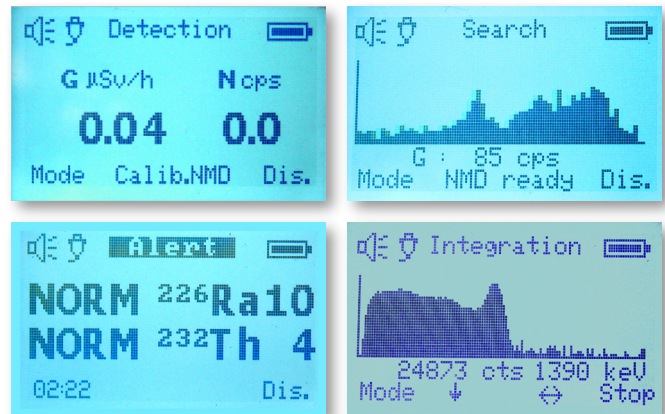 Detection
G µSv/h N cps
0.04 0.0
Mode Calib.NMD Dis.
Search
G : 85 cps
Mode NMD ready Dis.
Alert
NORM ²²⁶Ra10
NORM ²³²Th 4
02:22 Dis.
Integration
24873 cts 1390 keV
Mode ↓ ↔ Stop